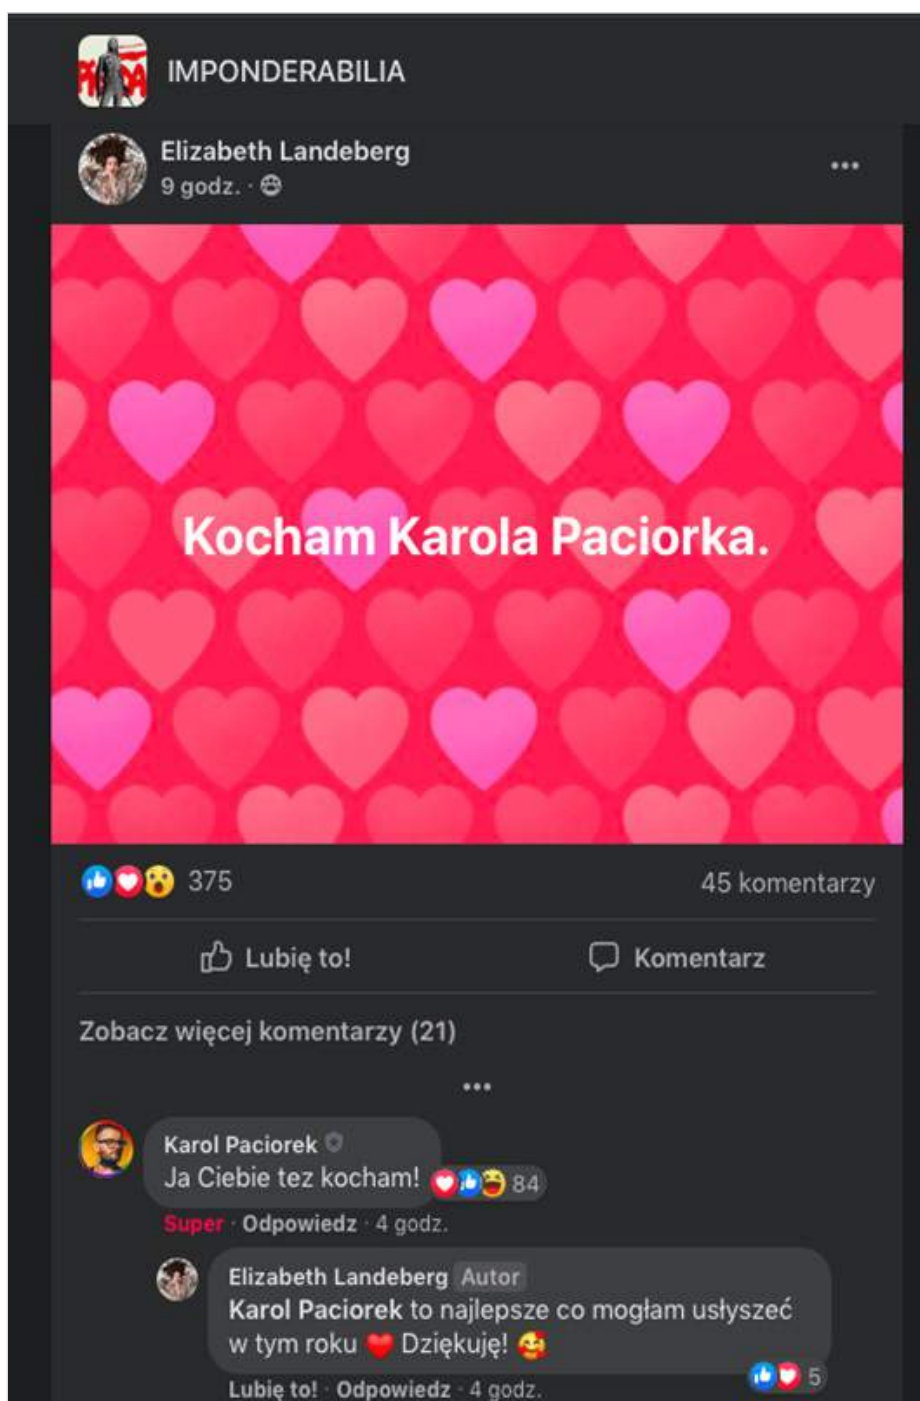 IMPONDERABILIA
Elizabeth Landeberg
9 godz. ·
Kocham Karola Paciorka.
375
45 komentarzy
Lubię to!
Komentarz
Zobacz więcej komentarzy (21)
Karol Paciorek
Ja Ciebie tez kocham!
84
Super · Odpowiedz · 4 godz.
Elizabeth Landeberg Autor
Karol Paciorek to najlepsze co mogłam usłyszeć
w tym roku ❤️ Dziękuję! 🥰
5
Lubię to! · Odpowiedz · 4 godz.